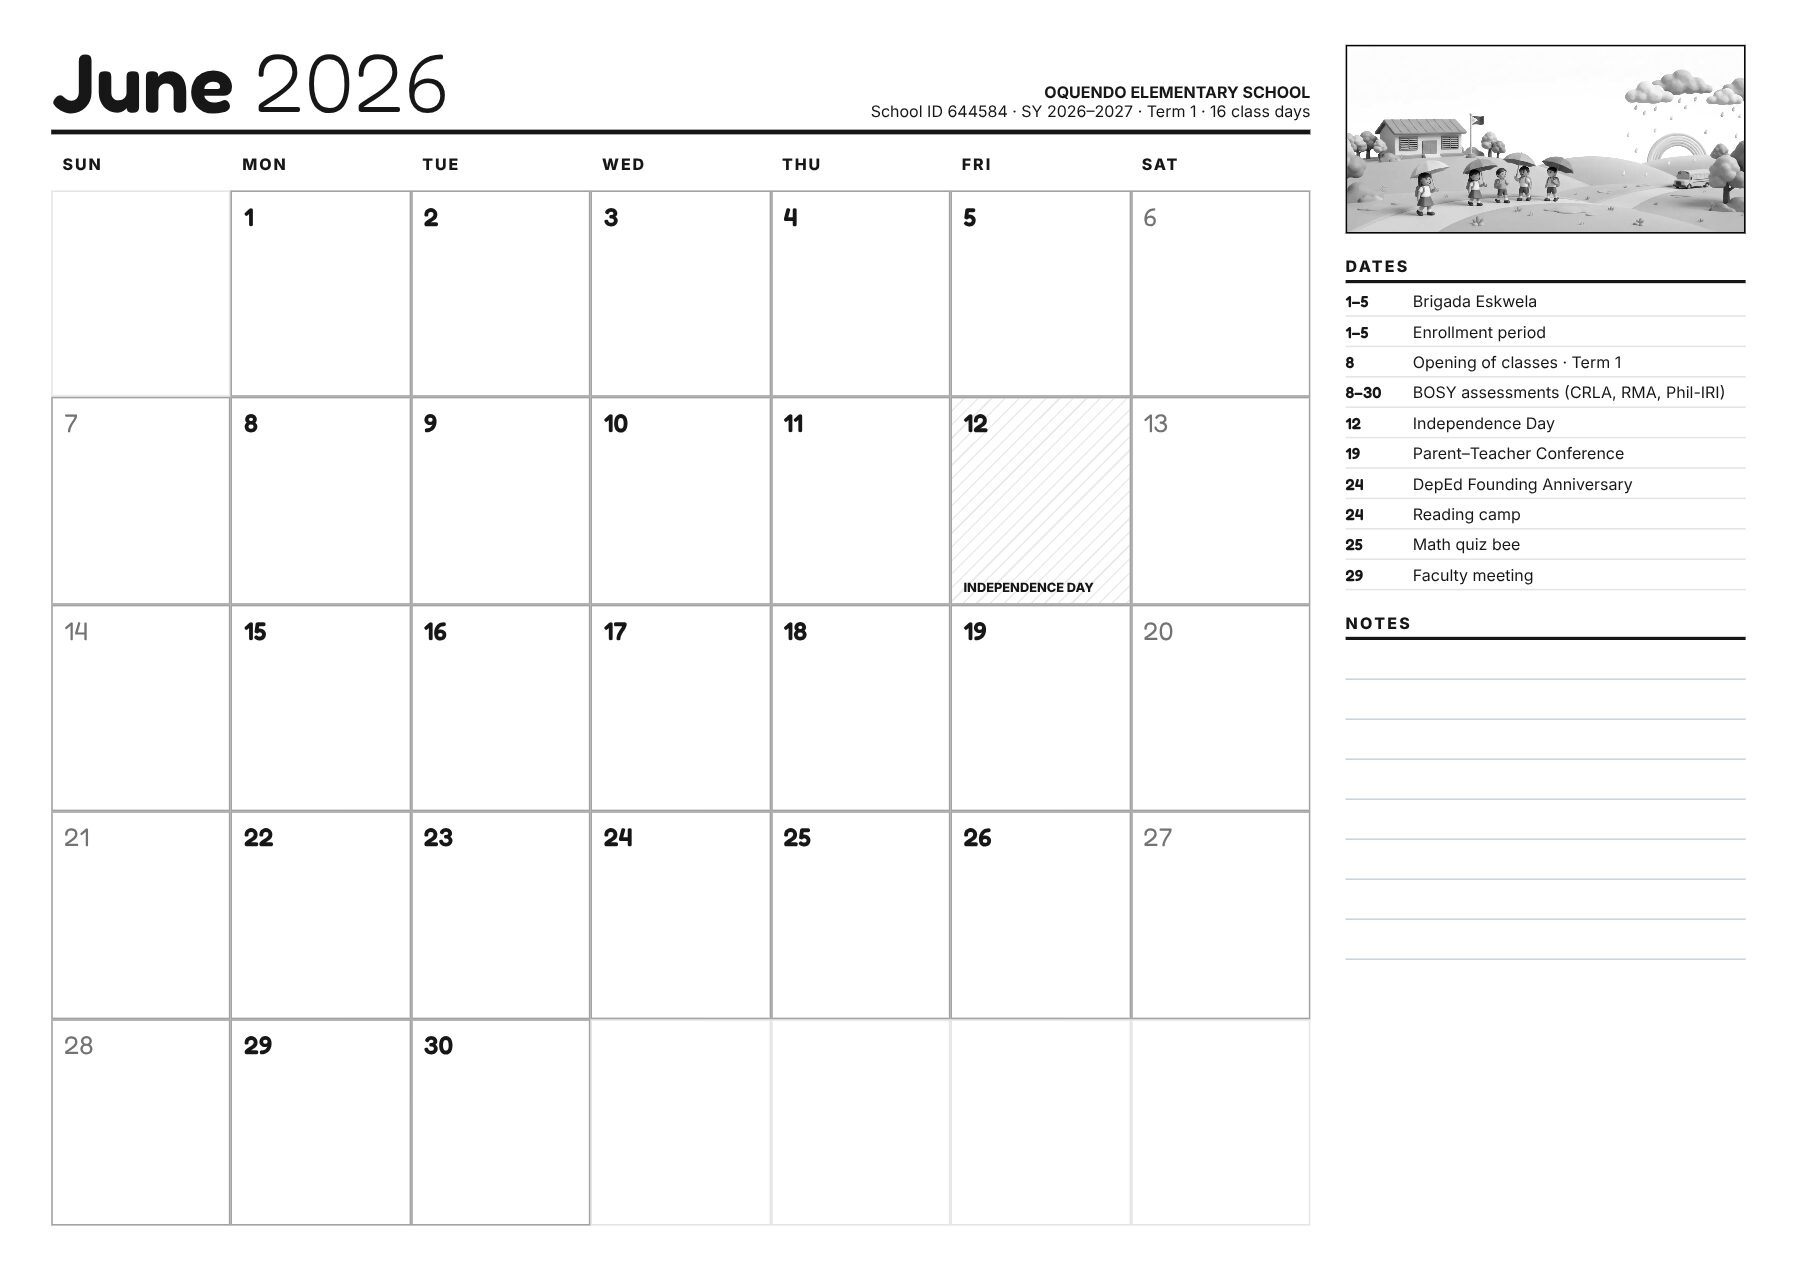 June 2026
OQUENDO ELEMENTARY SCHOOL
School ID 644584 · SY 2026–2027 · Term 1 · 16 class days
SUN MON TUE WED THU FRI SAT
1 2 3 4 5 6
7 8 9 10 11 12 13
INDEPENDENCE DAY
14 15 16 17 18 19 20
21 22 23 24 25 26 27
28 29 30
DATES
1–5 Brigada Eskwela
1–5 Enrollment period
8 Opening of classes · Term 1
8–30 BOSY assessments (CRLA, RMA, Phil-IRI)
12 Independence Day
19 Parent–Teacher Conference
24 DepEd Founding Anniversary
24 Reading camp
25 Math quiz bee
29 Faculty meeting
NOTES